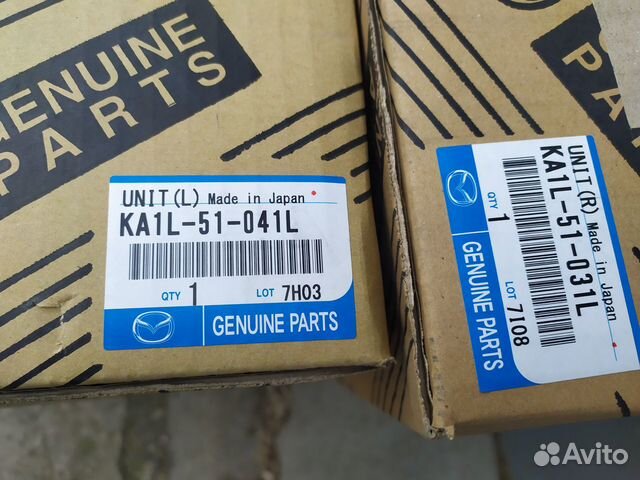 GENUINE
PARTS
UNIT(L) Made in Japan
KA1L-51-041L
QTY 1 LOT 7H03
GENUINE PARTS
UNIT(R) Made in Japan
KA1L-51-031L
QTY 1 LOT 7108
GENUINE PARTS
Avito